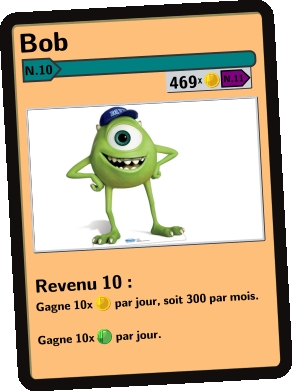 Bob
N.10
469x N.11
Revenu 10 :
Gagne 10x par jour, soit 300 par mois.
Gagne 10x par jour.